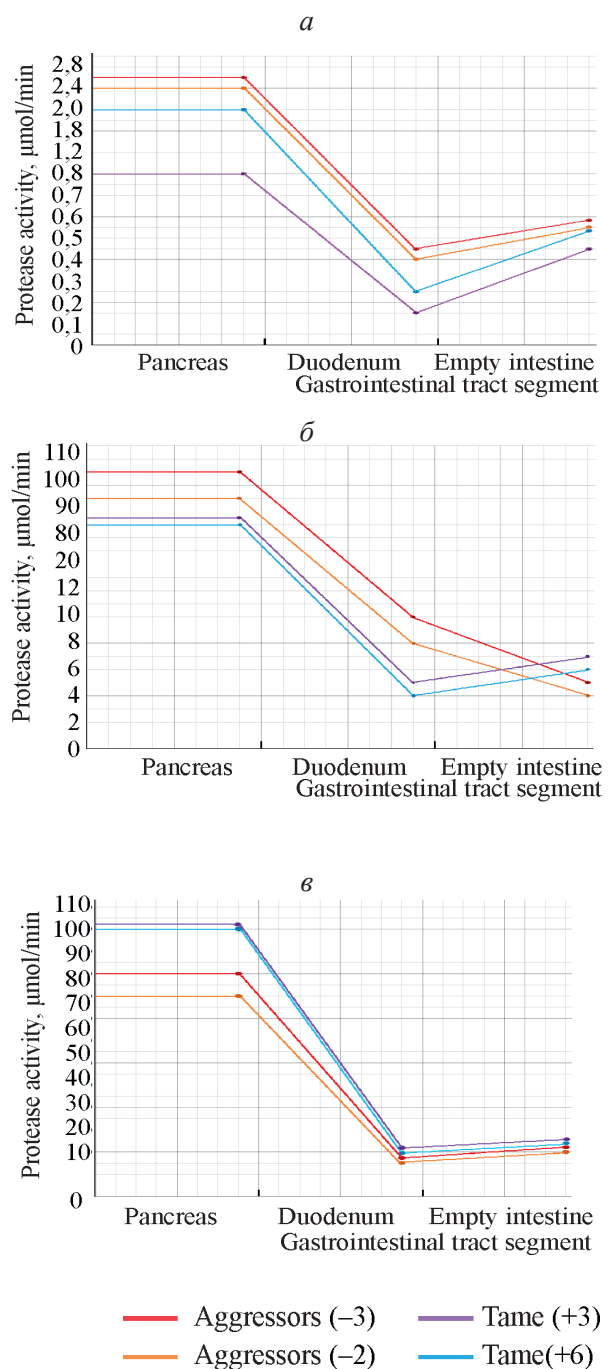 а
Protease activity, µmol/min
2,8
2,4
2,0
1,8
1,2
0,8
0,7
0,6
0,5
0,4
0,3
0,2
0,1
0
Pancreas Duodenum Empty intestine
Gastrointestinal tract segment
б
Protease activity, µmol/min
110
100
90
80
20
12
10
8
6
4
2
0
Pancreas Duodenum Empty intestine
Gastrointestinal tract segment
в
Protease activity, µmol/min
110
100
90
80
70
60
50
40
30
20
10
0
Pancreas Duodenum Empty intestine
Gastrointestinal tract segment
Aggressors (–3) Tame (+3)
Aggressors (–2) Tame(+6)